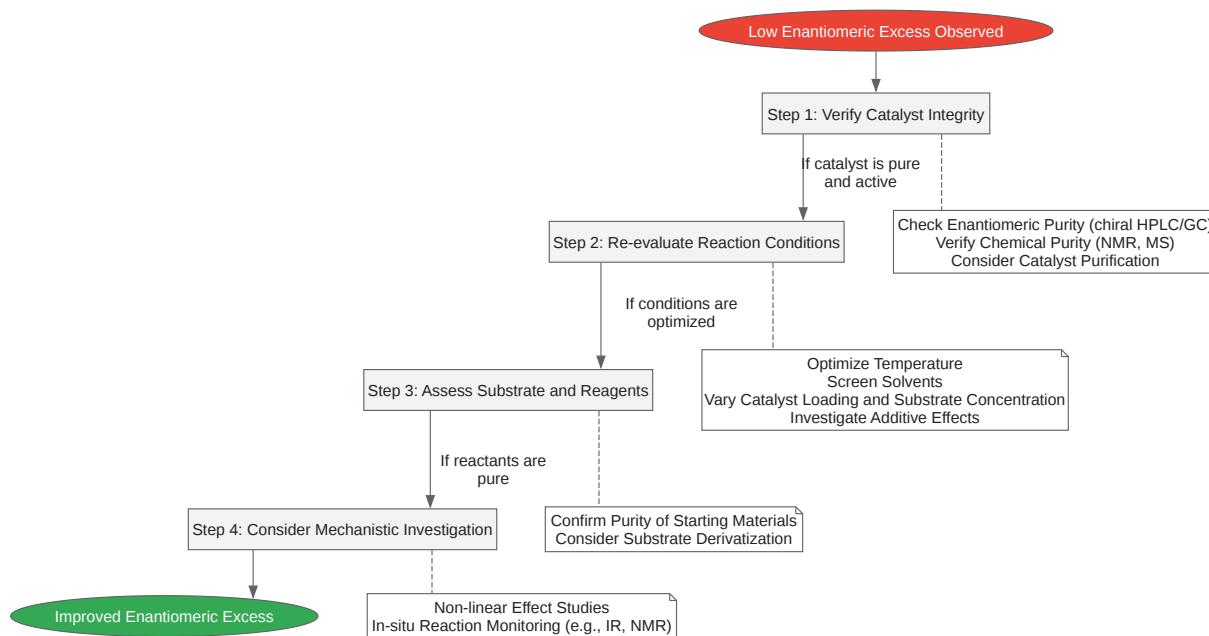 Low Enantiomeric Excess Observed
Step 1: Verify Catalyst Integrity
If catalyst is pure
and active
Check Enantiomeric Purity (chiral HPLC/GC)
Verify Chemical Purity (NMR, MS)
Consider Catalyst Purification
Step 2: Re-evaluate Reaction Conditions
If conditions are
optimized
Optimize Temperature
Screen Solvents
Vary Catalyst Loading and Substrate Concentration
Investigate Additive Effects
Step 3: Assess Substrate and Reagents
If reactants are
pure
Confirm Purity of Starting Materials
Consider Substrate Derivatization
Step 4: Consider Mechanistic Investigation
Non-linear Effect Studies
In-situ Reaction Monitoring (e.g., IR, NMR)
Improved Enantiomeric Excess